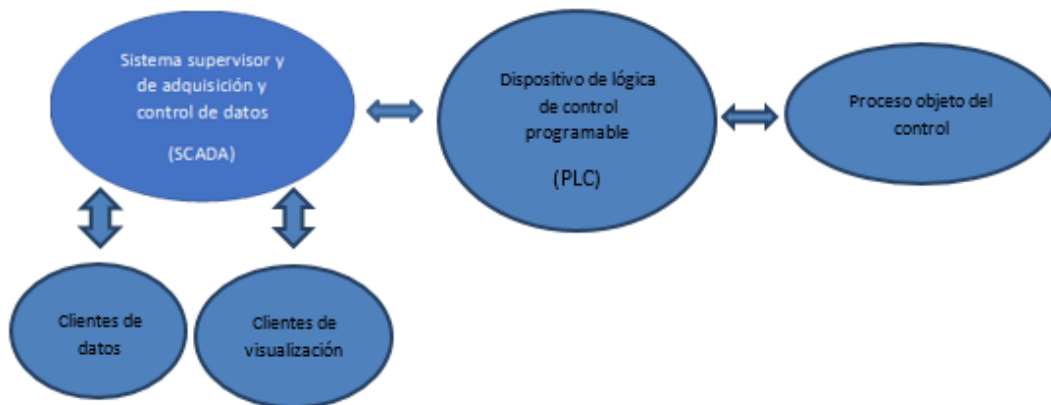 Sistema supervisor y
de adquisición y
control de datos
(SCADA)
Dispositivo de lógica
de control
programable
(PLC)
Proceso objeto del
control
Clientes de
datos
Clientes de
visualización